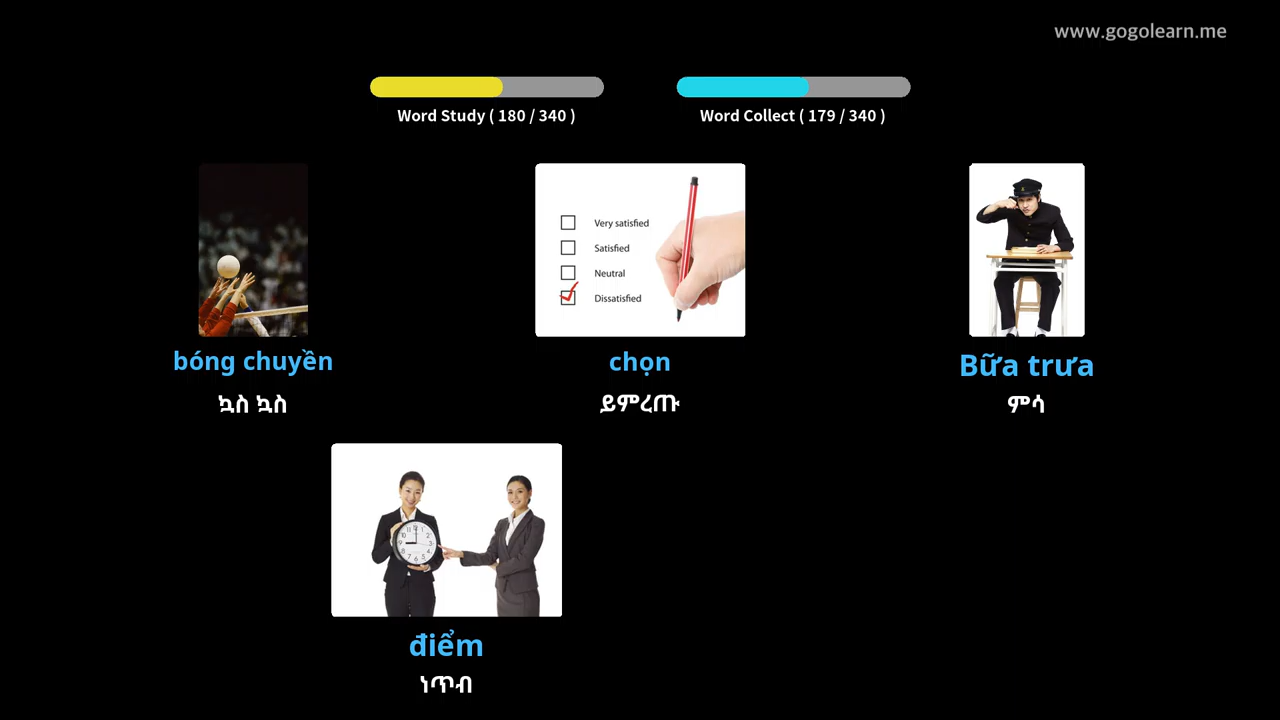 www.gogolearn.me
Word Study ( 180 / 340 )
Word Collect ( 179 / 340 )
Very satisfied
Satisfied
Neutral
Dissatisfied
bóng chuyền
chọn
Bữa trưa
ኳስ ኳስ
ይምረጡ
ምሳ
điểm
ነጥብ